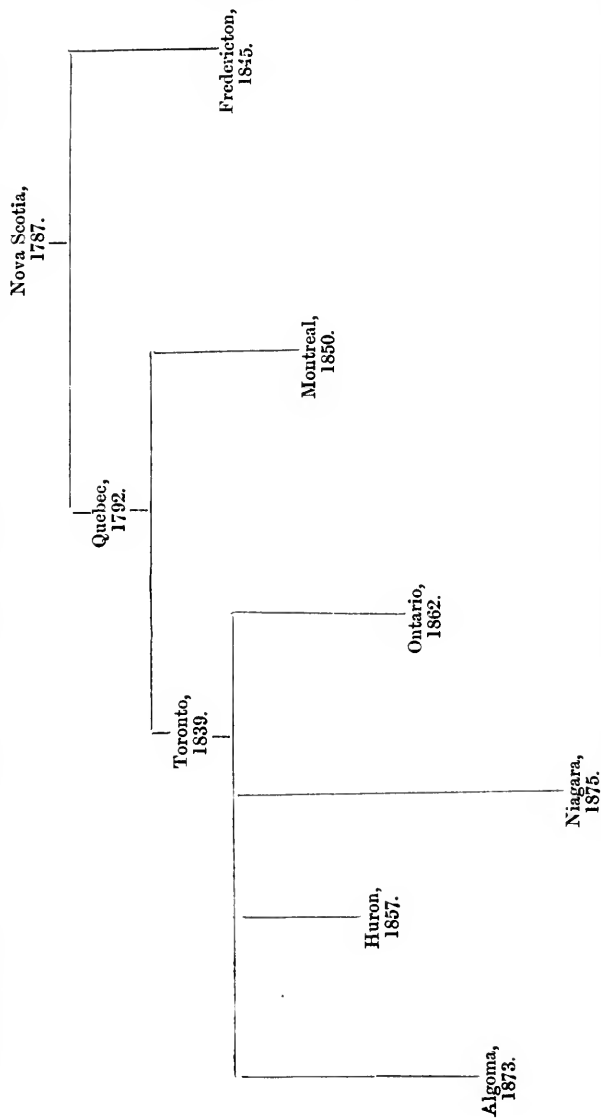 Nova Scotia,
1787.
Fredericton,
1845.
Quebec,
1792.
Montreal,
1850.
Toronto,
1839.
Ontario,
1862.
Niagara,
1875.
Huron,
1857.
Algoma,
1873.